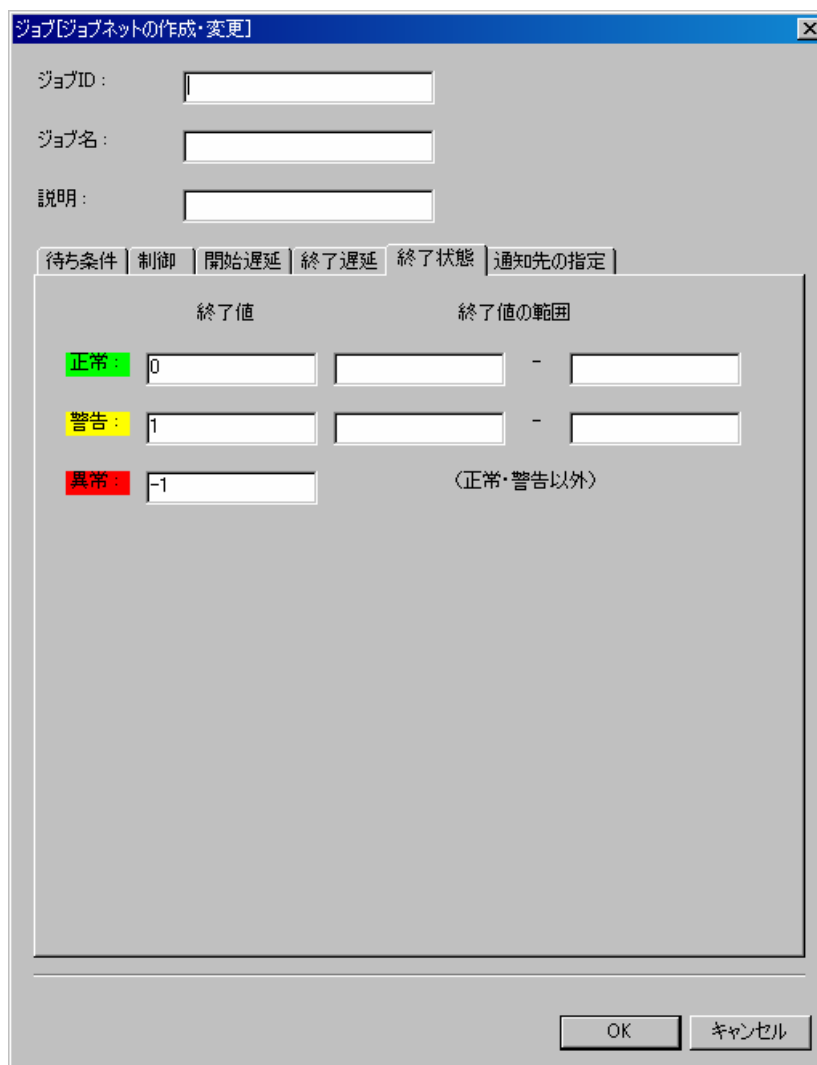 ジョブ[ジョブネットの作成・変更]
ジョブID：
ジョブ名：
説明：
待ち条件 制御 開始遅延 終了遅延 終了状態 通知先の指定
終了値 終了値の範囲
正常： 0 -
警告： 1 -
異常： -1 （正常・警告以外）
OK キャンセル